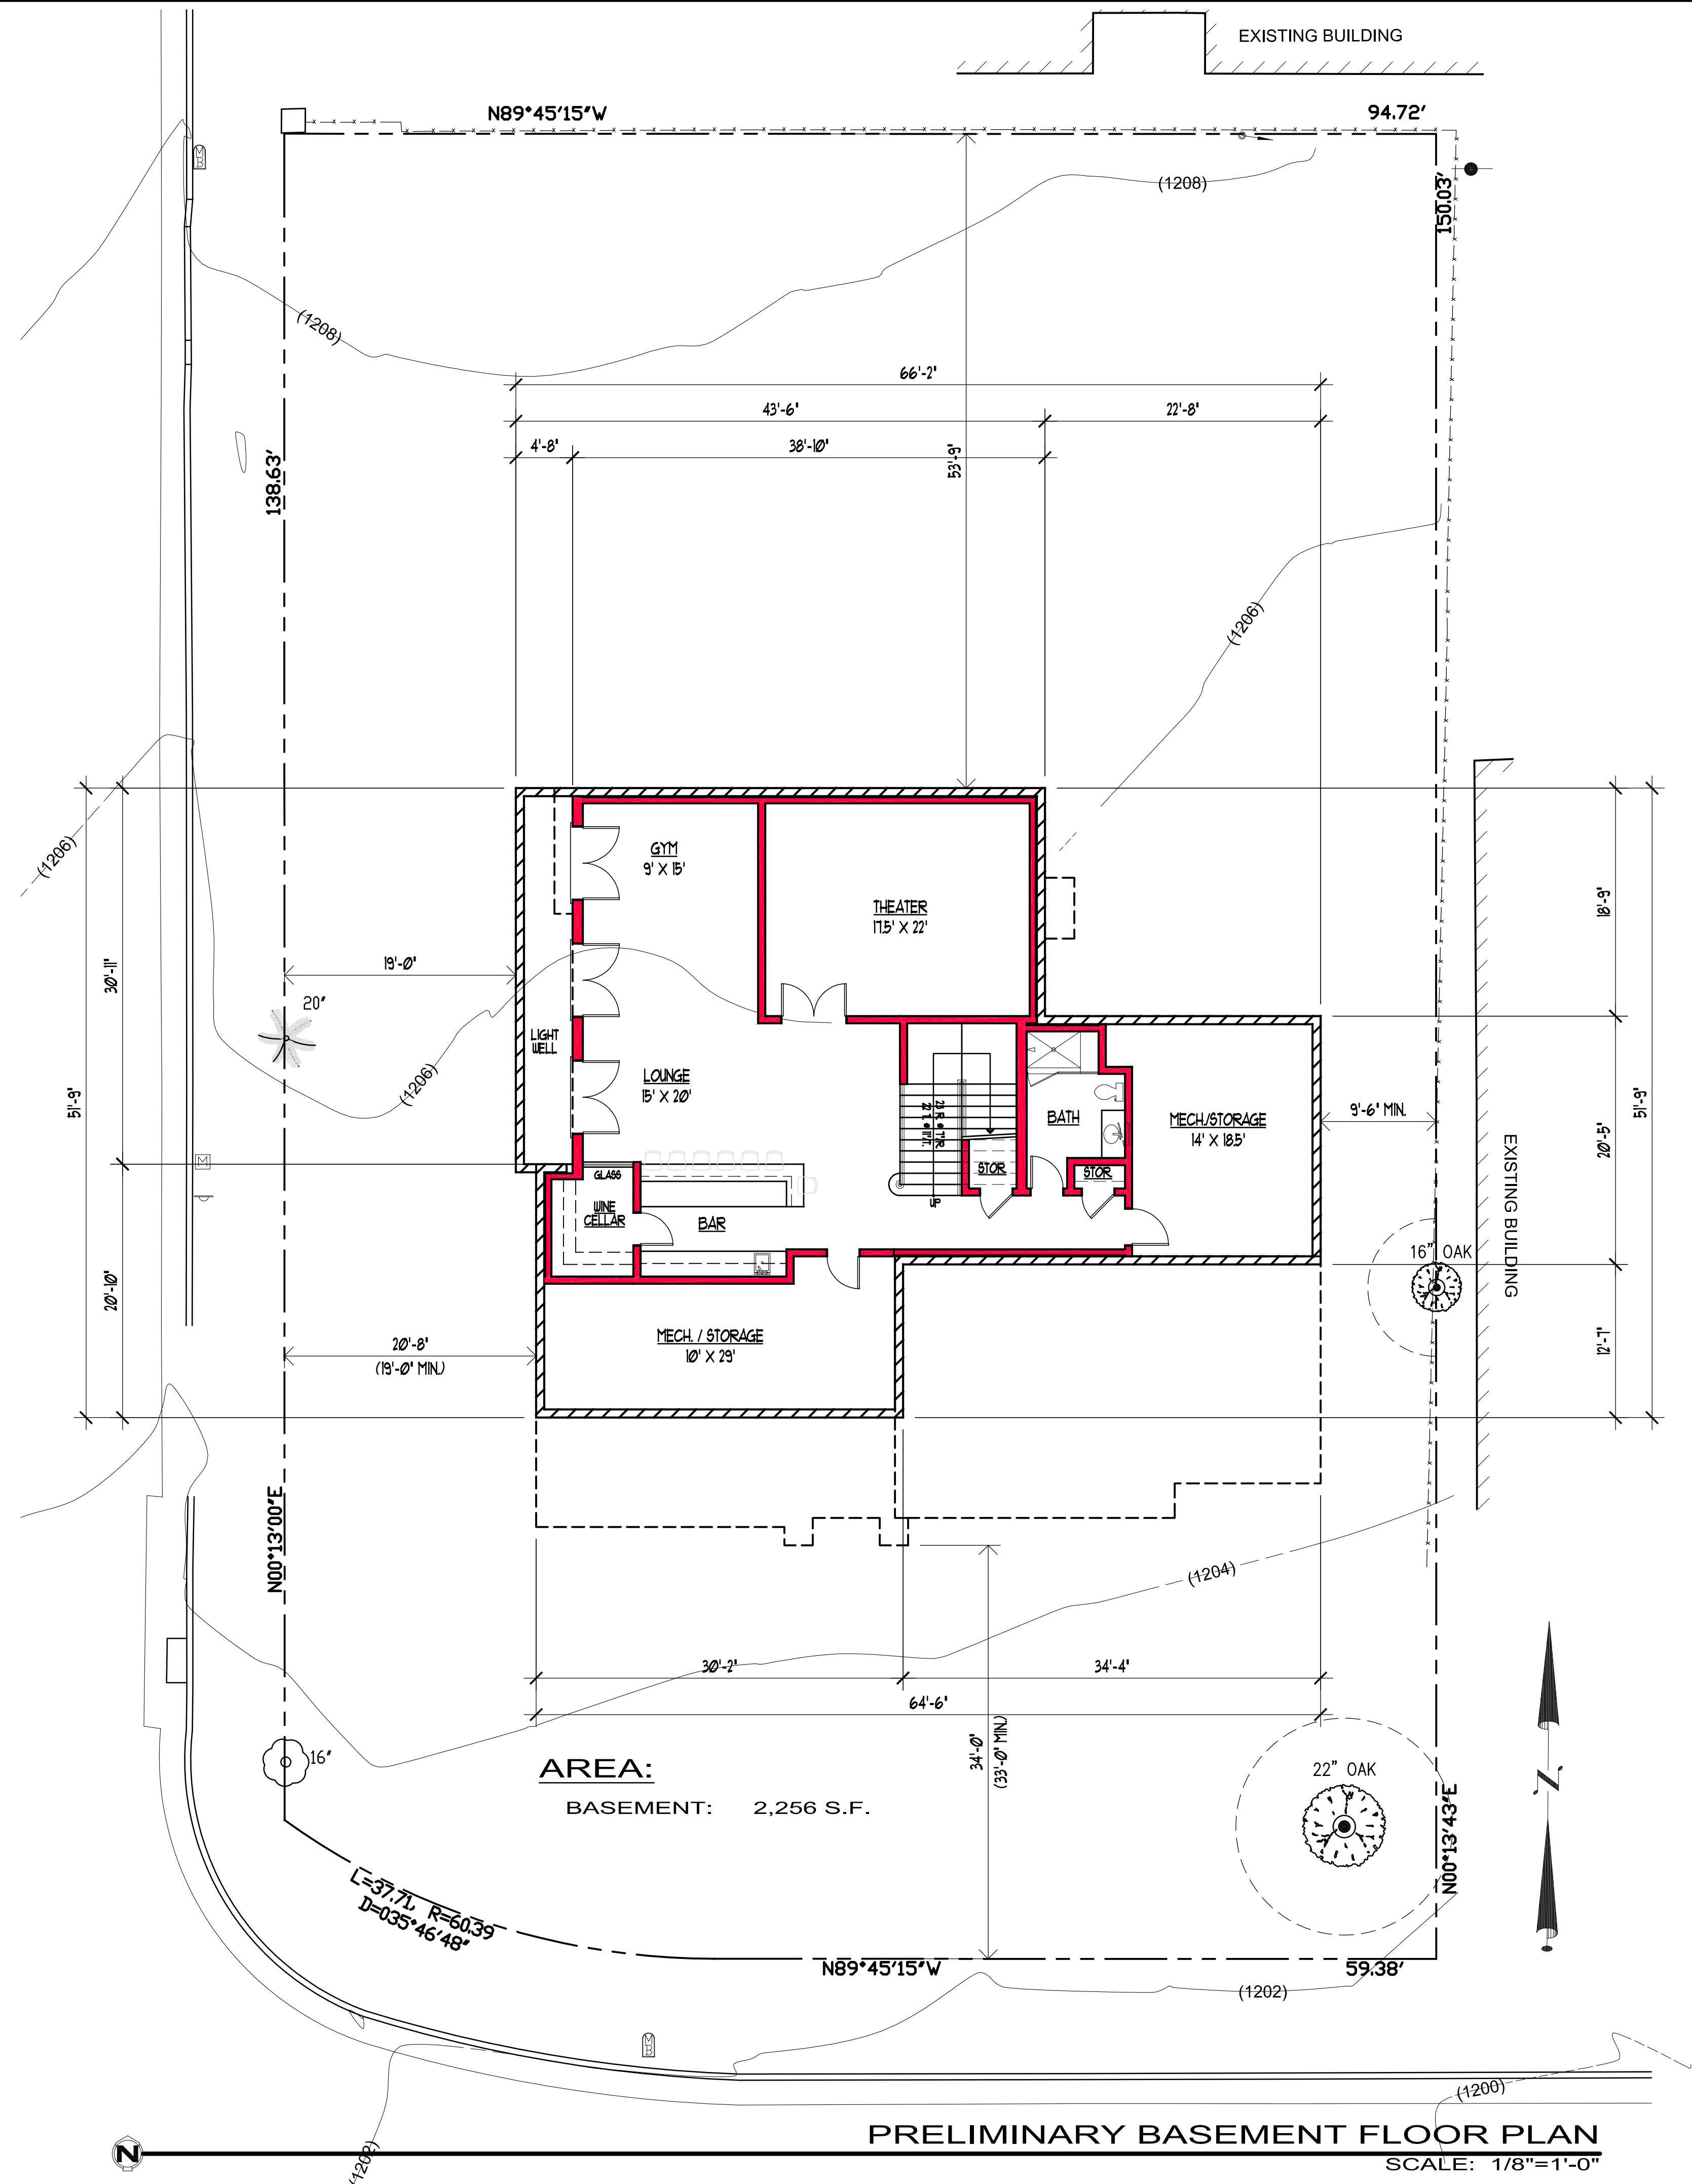 EXISTING BUILDING
N89°45'15"W
94.72'
150.03'
(1208)
(1208)
66'-2"
43'-6"
22'-8"
4'-8"
38'-10"
53'-9"
138.63'
(1206)
(1206)
GYM
9' X 15'
THEATER
17.5' X 22'
18'-9"
30'-11"
19'-0"
20"
LIGHT
WELL
(1206)
LOUNGE
15' X 20'
23 R. @ 7"R.
22 T. @ 11"T.
BATH
MECH./STORAGE
14' X 18.5'
9'-6" MIN.
51'-9"
51'-9"
20'-5"
EXISTING BUILDING
GLASS
STOR.
STOR.
UP
WINE
CELLAR
BAR
16" OAK
20'-10"
MECH. / STORAGE
10' X 29'
20'-8"
(19'-0" MIN.)
12'-7"
N00°13'00"E
(1204)
30'-2"
34'-4"
64'-6"
34'-0"
(33'-0" MIN.)
16"
AREA:
BASEMENT: 2,256 S.F.
22" OAK
N00°13'43"E
N
L=37.71, R=60.39
D=035°46'48"
N89°45'15"W
59.38'
(1202)
MB
MB
M
(1200)
(1202)
PRELIMINARY BASEMENT FLOOR PLAN
N
SCALE: 1/8"=1'-0"